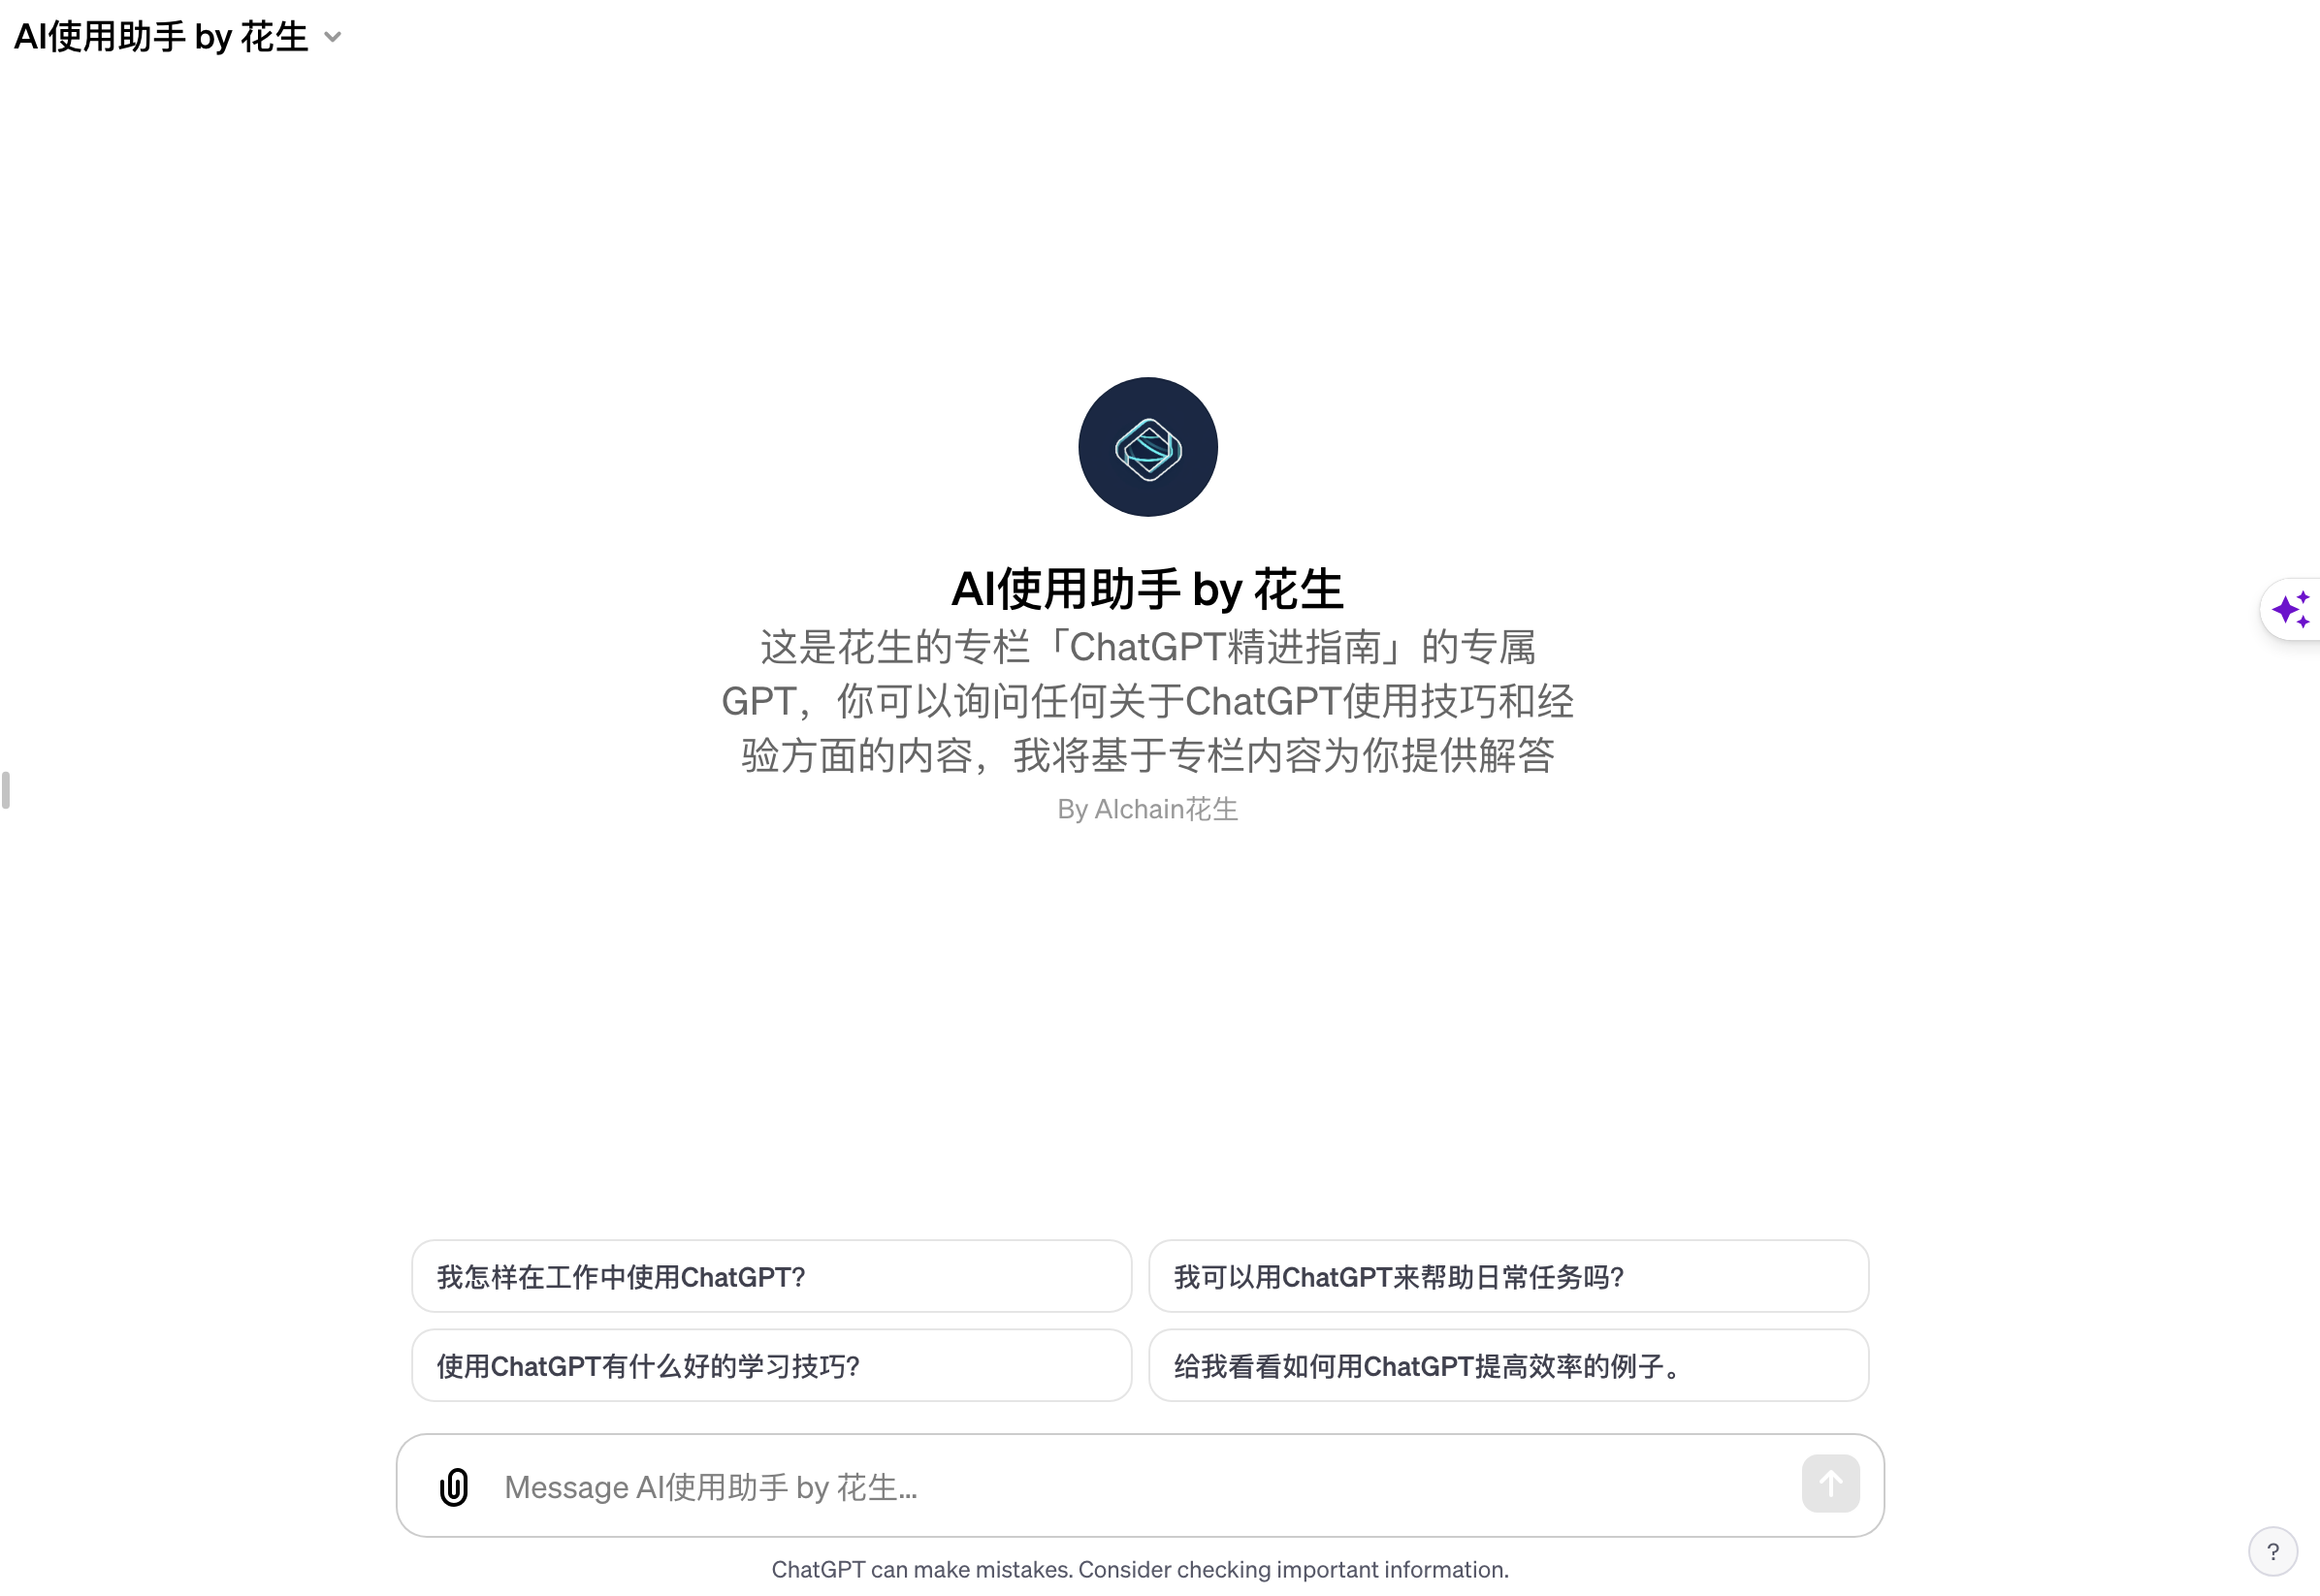 AI使用助手 by 花生
AI使用助手 by 花生
这是花生的专栏「ChatGPT精进指南」的专属
GPT，你可以询问任何关于ChatGPT使用技巧和经
验方面的内容，我将基于专栏内容为你提供解答
By AIchain花生
我怎样在工作中使用ChatGPT?
我可以用ChatGPT来帮助日常任务吗?
使用ChatGPT有什么好的学习技巧?
给我看看如何用ChatGPT提高效率的例子。
Message AI使用助手 by 花生...
ChatGPT can make mistakes. Consider checking important information.
?